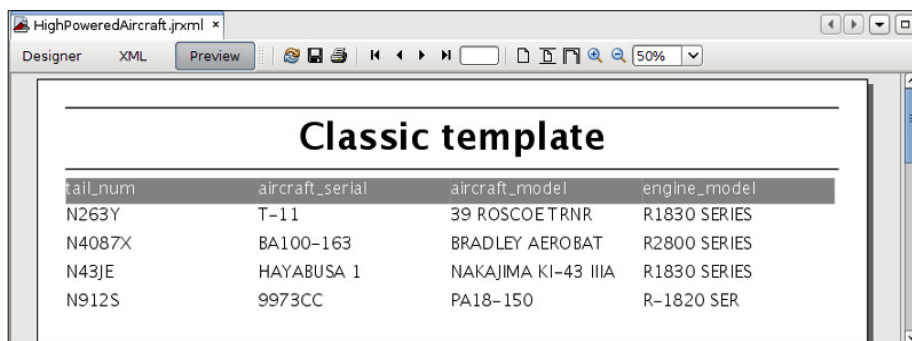 HighPoweredAircraft.jrxml ×
Designer XML Preview 50%
Classic template
tail_num aircraft_serial aircraft_model engine_model
N263Y T-11 39 ROSCOE TRNR R1830 SERIES
N4087X BA100-163 BRADLEY AEROBAT R2800 SERIES
N43JE HAYABUSA 1 NAKAJIMA KI-43 IIIA R1830 SERIES
N912S 9973CC PA18-150 R-1820 SER